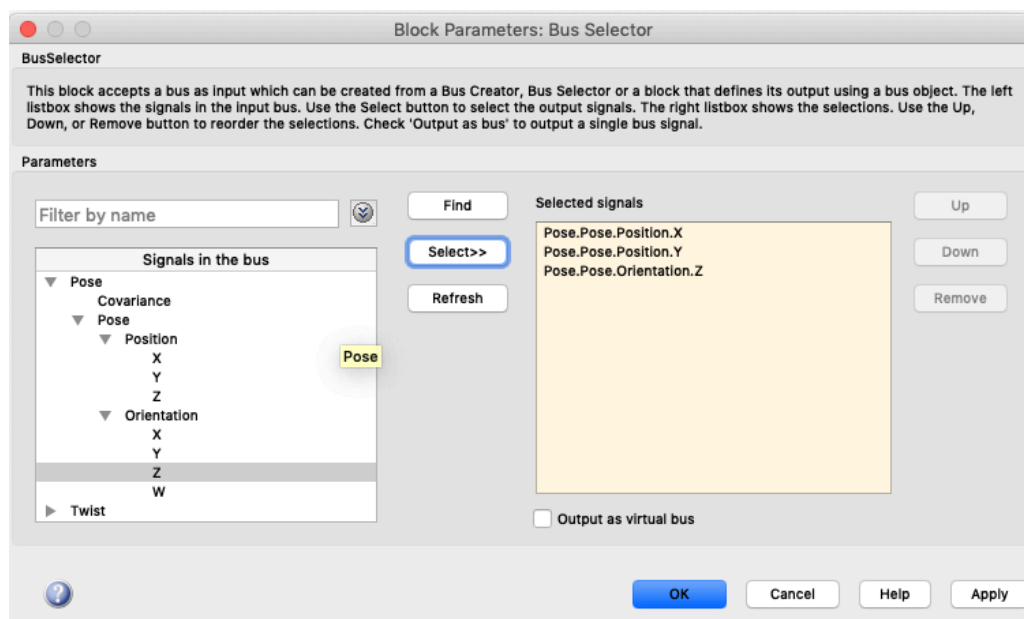 Block Parameters: Bus Selector
BusSelector
This block accepts a bus as input which can be created from a Bus Creator, Bus Selector or a block that defines its output using a bus object. The left
listbox shows the signals in the input bus. Use the Select button to select the output signals. The right listbox shows the selections. Use the Up,
Down, or Remove button to reorder the selections. Check 'Output as bus' to output a single bus signal.
Parameters
Filter by name
Signals in the bus
Pose
Covariance
Pose
Position
X
Y
Z
Orientation
X
Y
Z
W
Twist
Pose
Find
Select>>
Refresh
Selected signals
Pose.Pose.Position.X
Pose.Pose.Position.Y
Pose.Pose.Orientation.Z
Output as virtual bus
Up
Down
Remove
?
OK
Cancel
Help
Apply